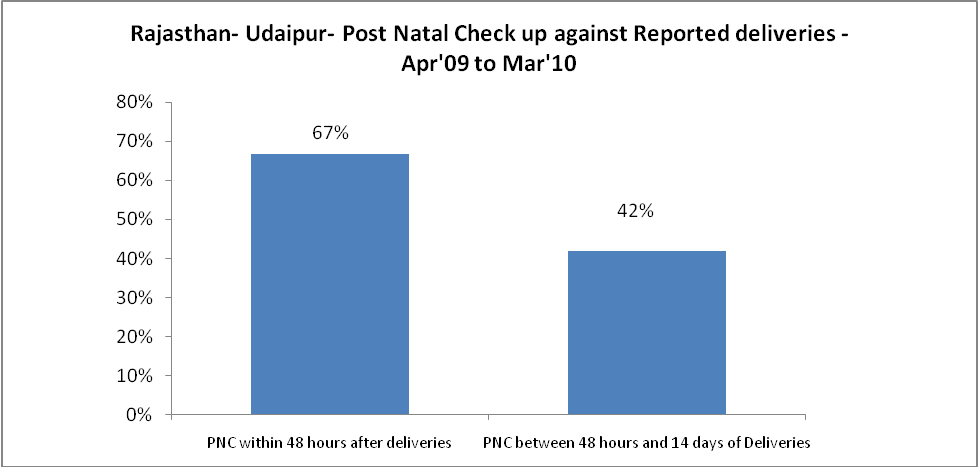 Rajasthan- Udaipur- Post Natal Check up against Reported deliveries -
Apr'09 to Mar'10
80%
70%
60%
50%
40%
30%
20%
10%
0%
67%
42%
PNC within 48 hours after deliveries
PNC between 48 hours and 14 days of Deliveries